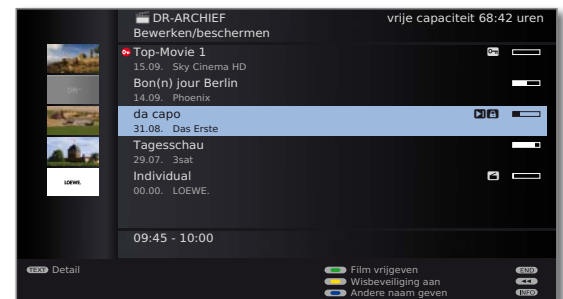 DR-ARCHIEF
vrije capaciteit 68:42 uren
Bewerken/beschermen
Top-Movie 1
15.09. Sky Cinema HD
Bon(n) jour Berlin
14.09. Phoenix
da capo
31.08. Das Erste
Tagesschau
29.07. 3sat
Individual
00.00. LOEWE.
DR+
LOEWE.
09:45 - 10:00
TEXT Detail
Film vrijgeven
END
Wisbeveiliging aan
Andere naam geven
INFO